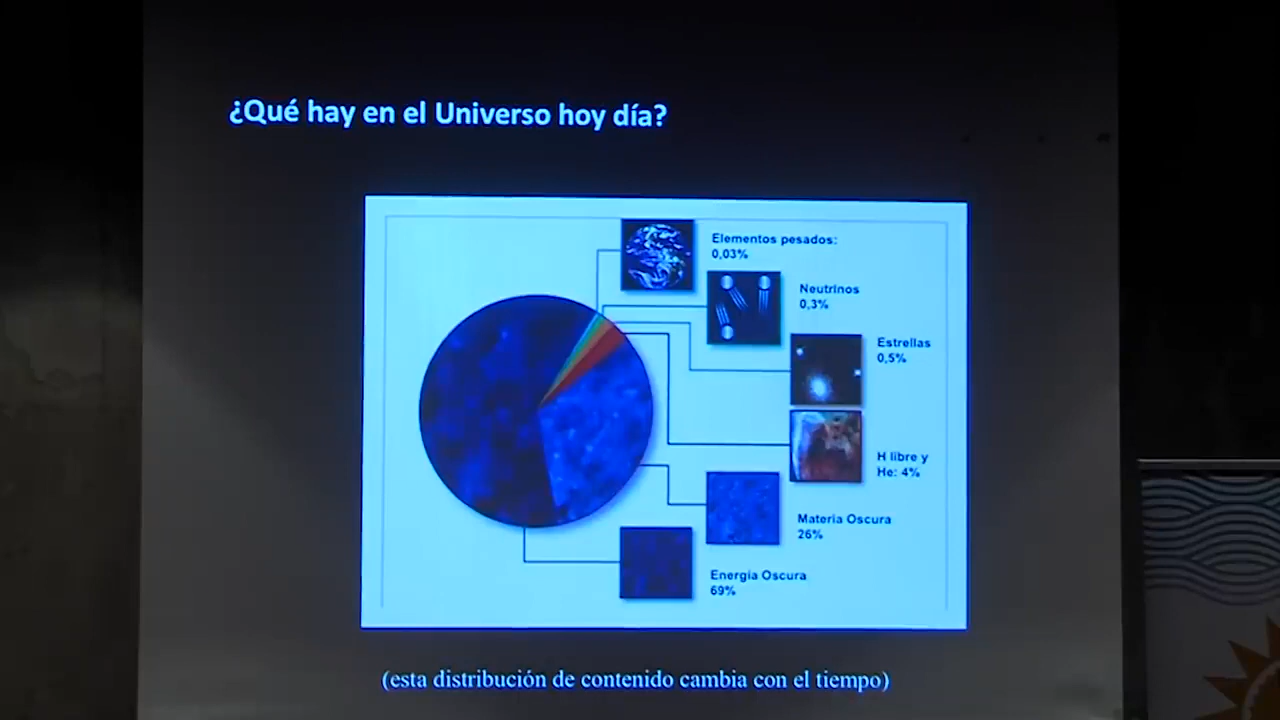 ¿Qué hay en el Universo hoy día?
Elementos pesados:
0,03%
Neutrinos
0,3%
Estrellas
0,5%
H libre y
He: 4%
Materia Oscura
26%
Energía Oscura
69%
(esta distribución de contenido cambia con el tiempo)